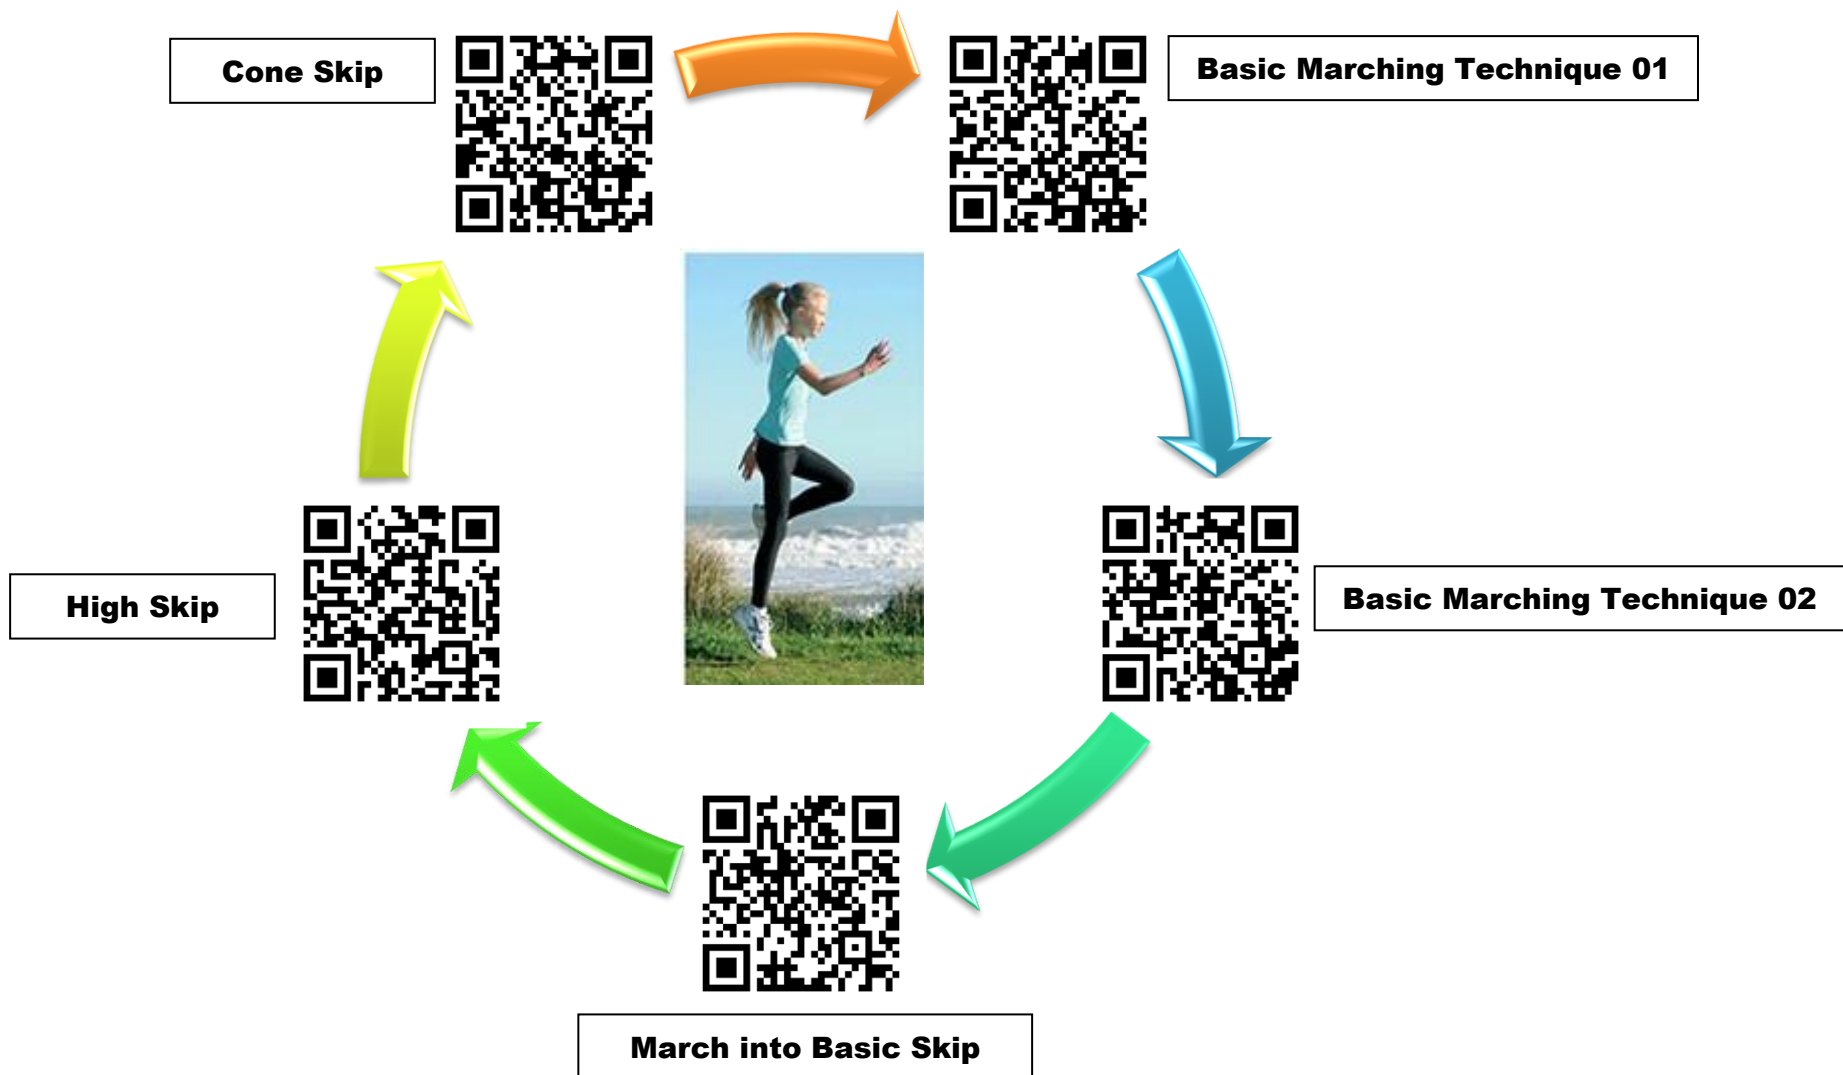 Cone Skip
Basic Marching Technique 01
High Skip
Basic Marching Technique 02
March into Basic Skip